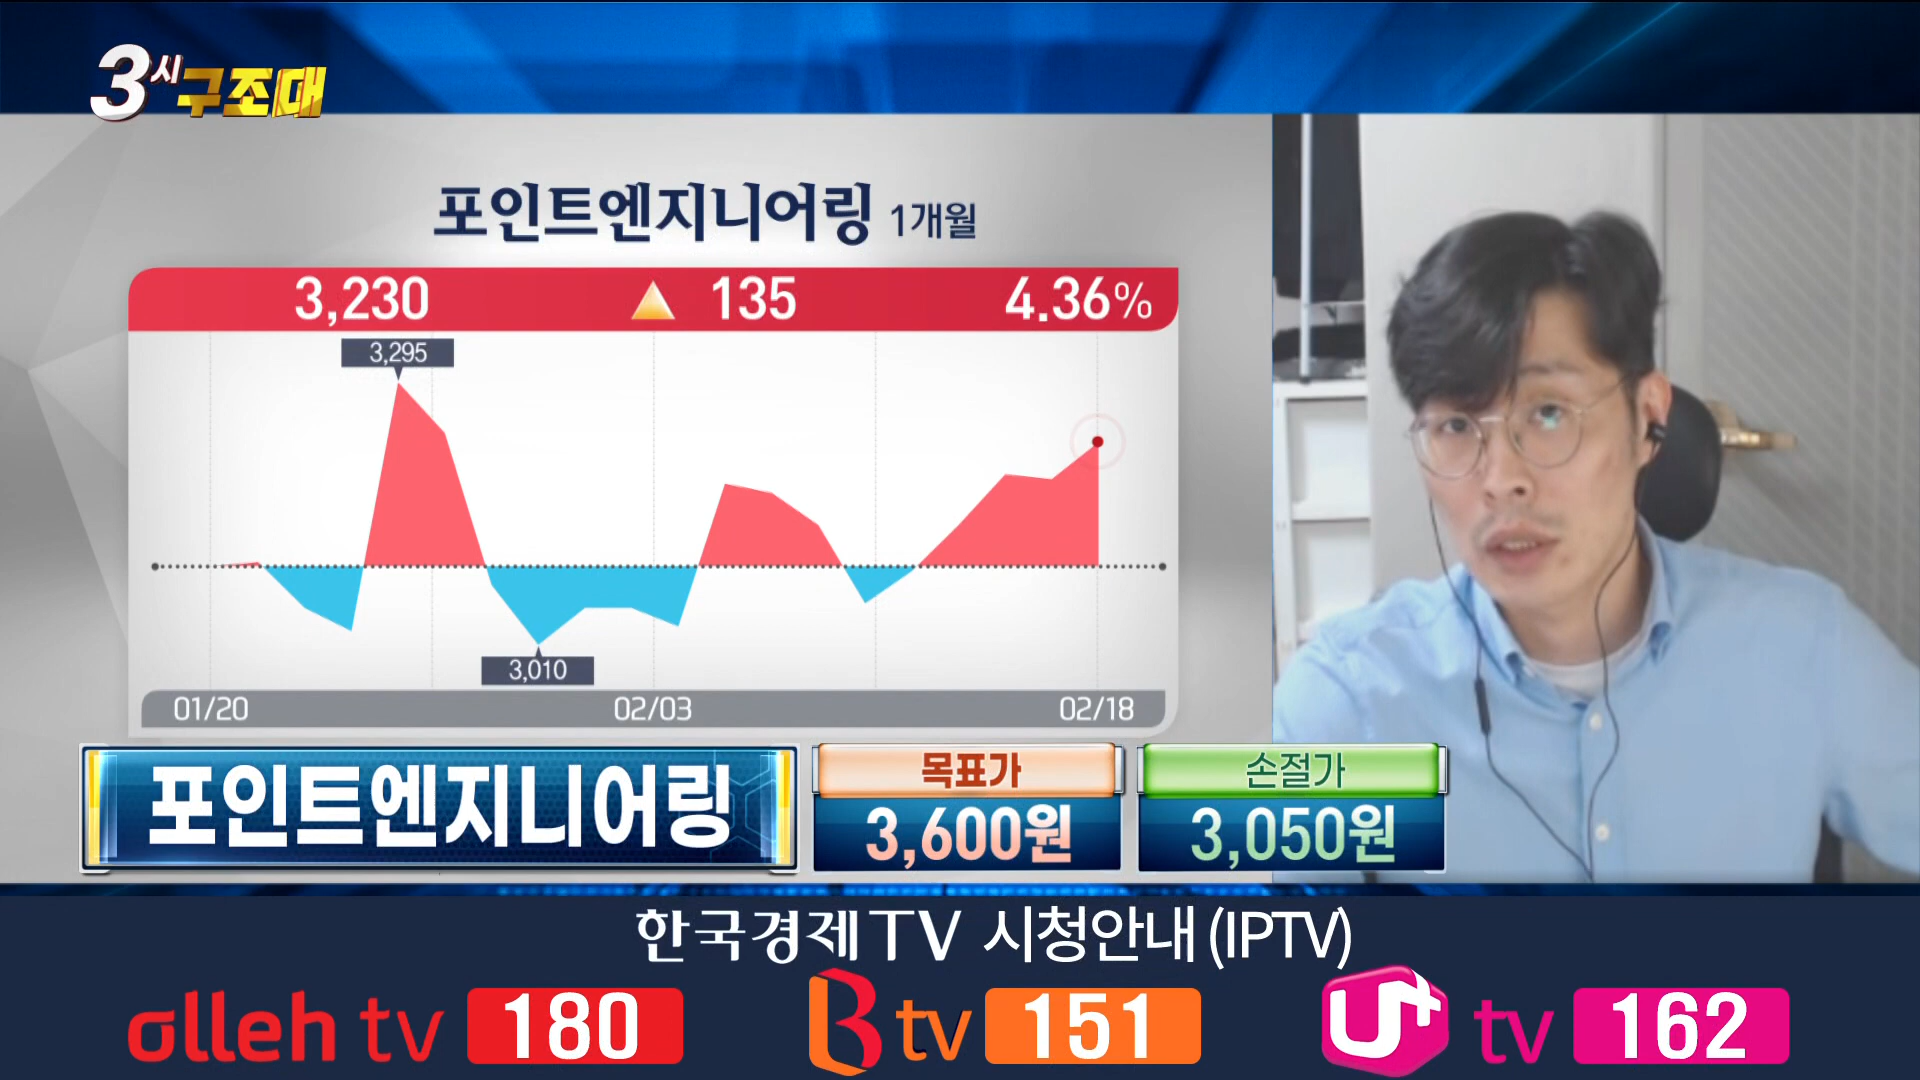 3시 구조대
포인트엔지니어링 1개월
3,230 ▲ 135 4.36%
3,295
3,010
01/20 02/03 02/18
포인트엔지니어링
목표가
3,600원
손절가
3,050원
한국경제TV 시청안내 (IPTV)
olleh tv 180 B tv 151 U+ tv 162